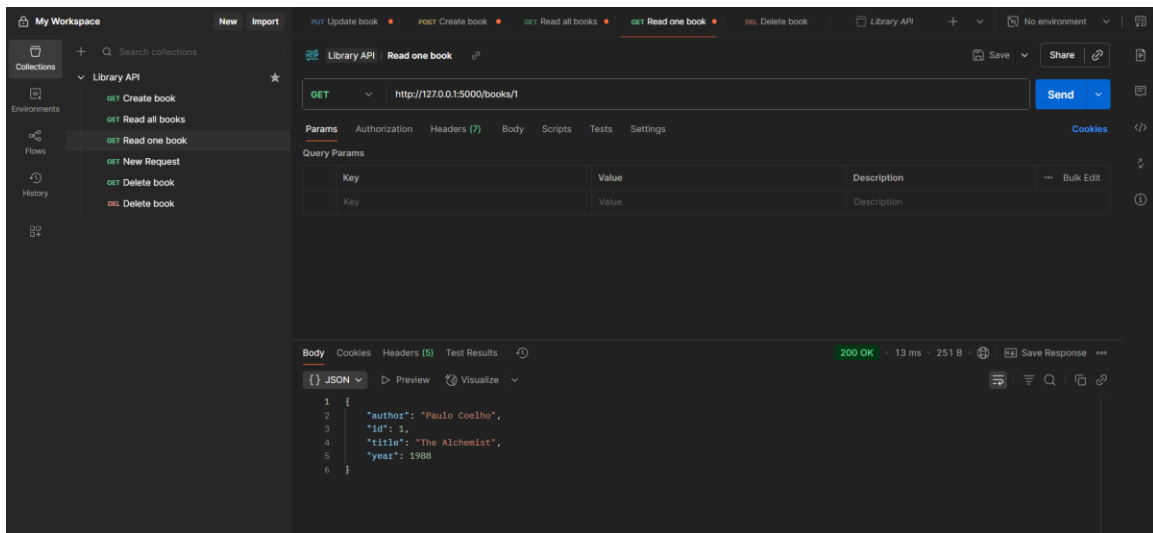 My Workspace New Import
PUT Update book
POST Create book
GET Read all books
GET Read one book
DEL Delete book
Library API
No environment
Collections
Environments
Flows
History
Search collections
Library API
GET Create book
GET Read all books
GET Read one book
GET New Request
GET Delete book
DEL Delete book
HTTP Library API / Read one book
Save
Share
GET http://127.0.0.1:5000/books/1
Send
Params Authorization Headers (7) Body Scripts Tests Settings Cookies
Query Params
Key Value Description ••• Bulk Edit
Key Value Description
Body Cookies Headers (5) Test Results
200 OK • 13 ms • 251 B
Save Response •••
{} JSON Preview Visualize
1 {
2 "author": "Paulo Coelho",
3 "id": 1,
4 "title": "The Alchemist",
5 "year": 1988
6 }